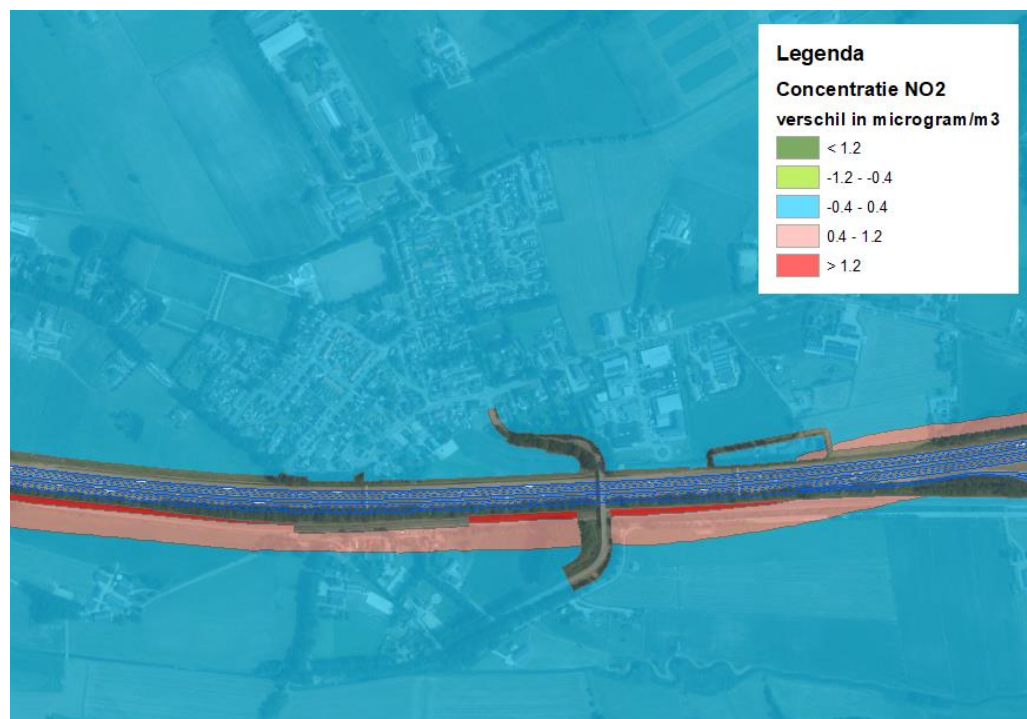 Legenda
Concentratie NO2
verschil in microgram/m3
< 1.2
-1.2 - -0.4
-0.4 - 0.4
0.4 - 1.2
> 1.2